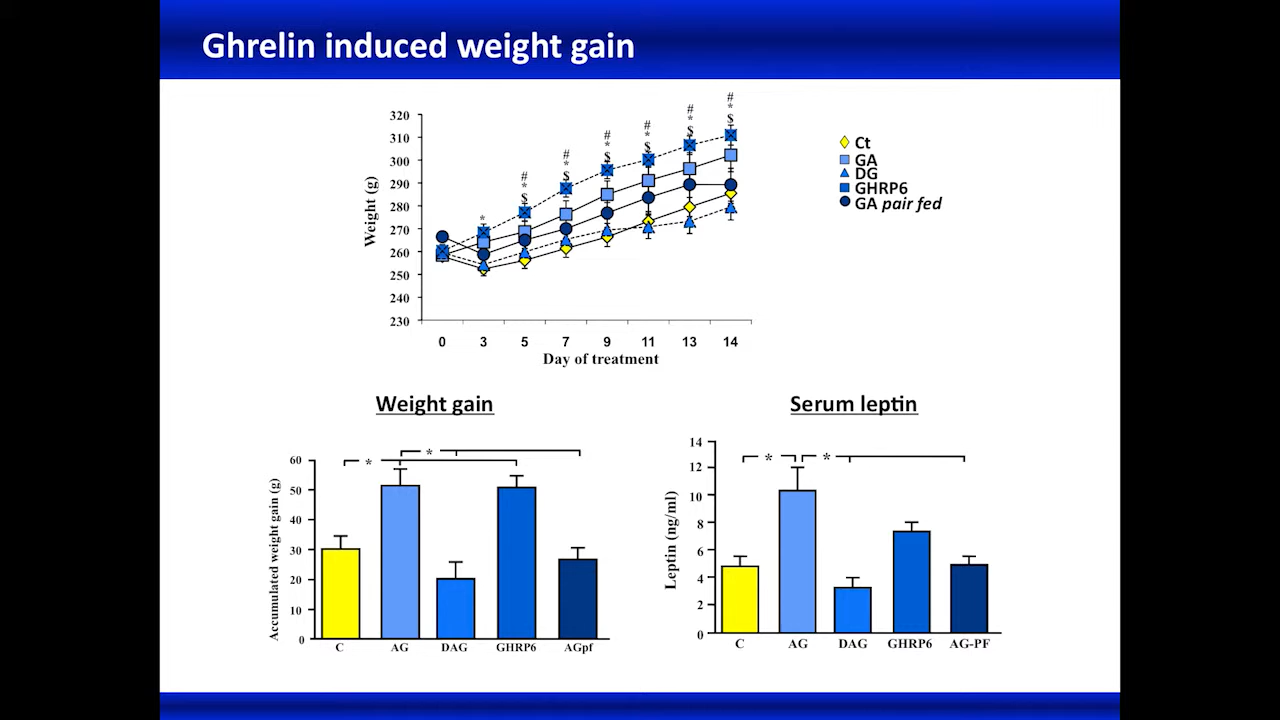 Ghrelin induced weight gain
# * $
# * $
# * $
# * $
# * $
# * $
*
320
310
300
290
280
270
260
250
240
230
Weight (g)
0 3 5 7 9 11 13 14
Day of treatment
Ct
GA
DG
GHRP6
GA pair fed
Weight gain
Accumulated weight gain (g)
60
50
40
30
20
10
0
* *
C AG DAG GHRP6 AGpf
Serum leptin
Leptin (ng/ml)
14
12
10
8
6
4
2
0
* *
C AG DAG GHRP6 AG-PF